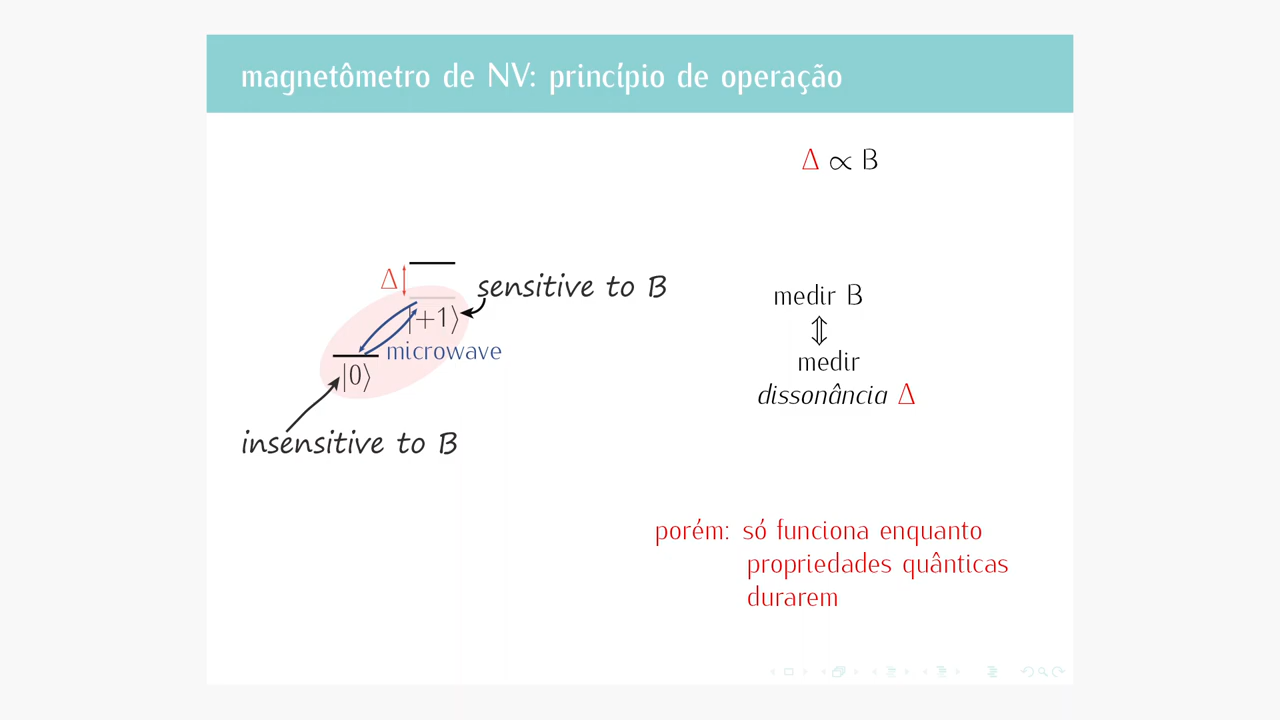 magnetômetro de NV: princípio de operação
Δ ∝ B
Δ
sensitive to B
|+1⟩
microwave
|0⟩
insensitive to B
medir B
⇕
medir
dissonância Δ
porém: só funciona enquanto
propriedades quânticas
durarem